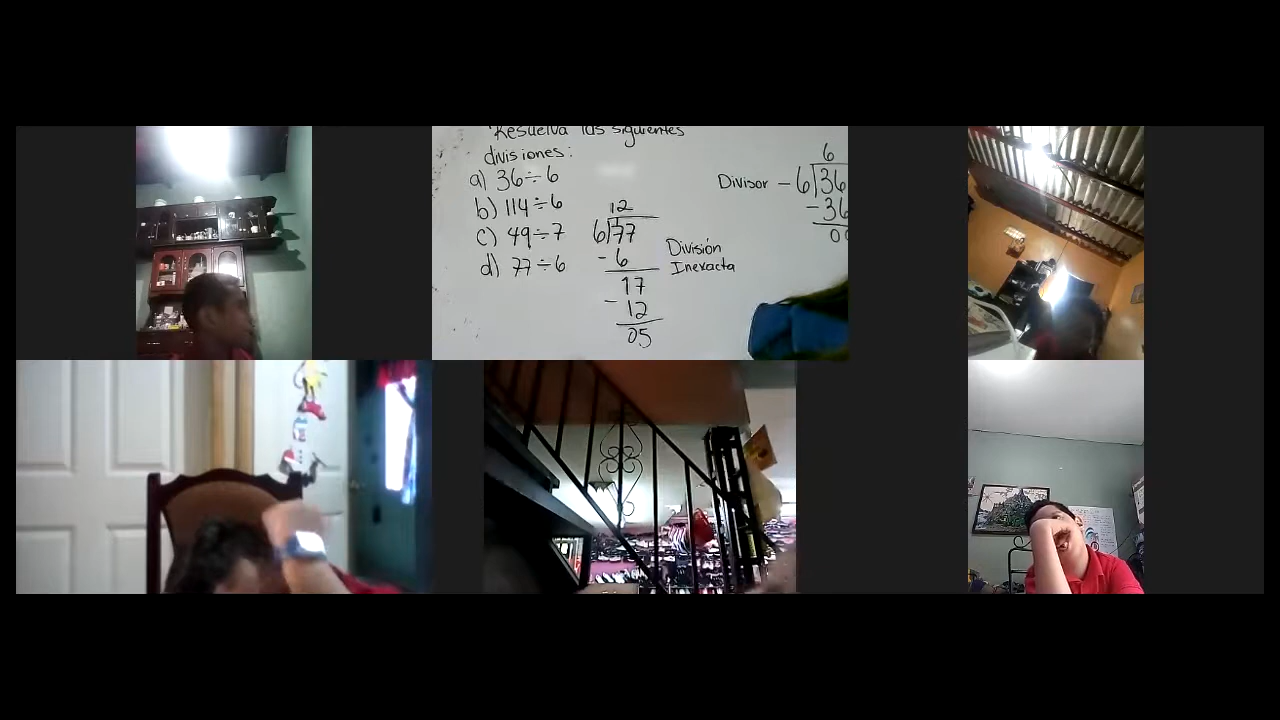 Resuelva las siguientes
divisiones:
a) 36÷6
b) 114÷6
c) 49÷7
d) 77÷6
12
6 77
- 6
17
- 12
05
División
Inexacta
6
Divisor - 6 36
- 36
00